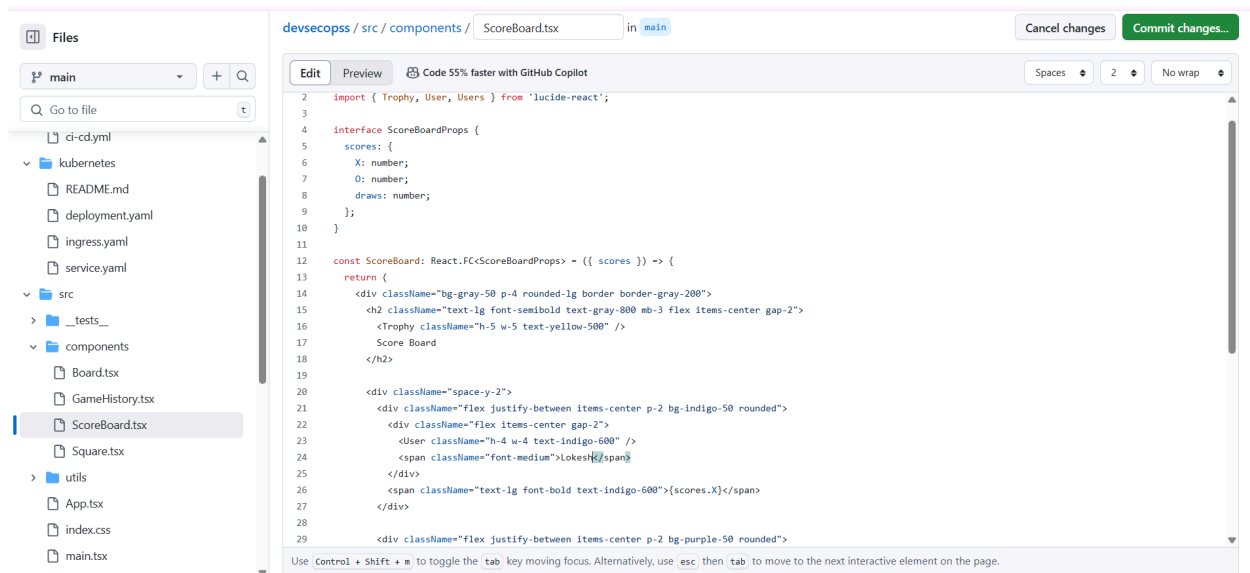 Files
main
Go to file
t
ci-cd.yml
kubernetes
README.md
deployment.yaml
ingress.yaml
service.yaml
src
__tests__
components
Board.tsx
GameHistory.tsx
ScoreBoard.tsx
Square.tsx
utils
App.tsx
index.css
main.tsx
devsecopss / src / components / ScoreBoard.tsx in main
Cancel changes
Commit changes...
Edit Preview Code 55% faster with GitHub Copilot
Spaces 2 No wrap
2 import { Trophy, User, Users } from 'lucide-react';
3
4 interface ScoreBoardProps {
5   scores: {
6     X: number;
7     O: number;
8     draws: number;
9   };
10 }
11
12 const ScoreBoard: React.FC<ScoreBoardProps> = ({ scores }) => {
13   return (
14     <div className="bg-gray-50 p-4 rounded-lg border border-gray-200">
15       <h2 className="text-lg font-semibold text-gray-800 mb-3 flex items-center gap-2">
16         <Trophy className="h-5 w-5 text-yellow-500" />
17         Score Board
18       </h2>
19
20       <div className="space-y-2">
21         <div className="flex justify-between items-center p-2 bg-indigo-50 rounded">
22           <div className="flex items-center gap-2">
23             <User className="h-4 w-4 text-indigo-600" />
24             <span className="font-medium">Lokesh</span>
25           </div>
26           <span className="text-lg font-bold text-indigo-600">{scores.X}</span>
27         </div>
28
29         <div className="flex justify-between items-center p-2 bg-purple-50 rounded">
Use Control + Shift + m to toggle the tab key moving focus. Alternatively, use esc then tab to move to the next interactive element on the page.